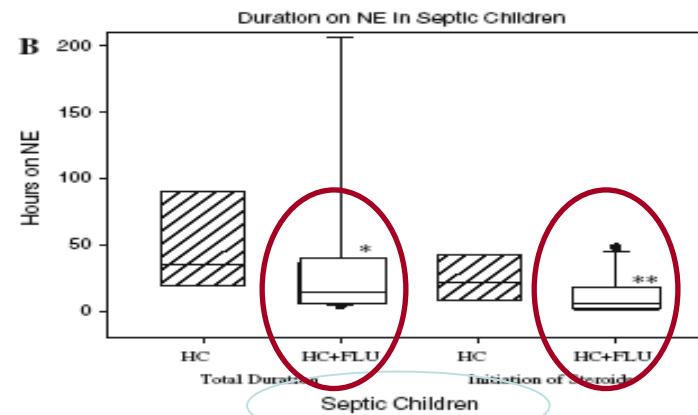 Duration on NE in Septic Children
B
Hours on NE
200
150
100
50
0
*
**
HC
HC+FLU
HC
HC+FLU
Total Duration
Initiation of Steroids
Septic Children